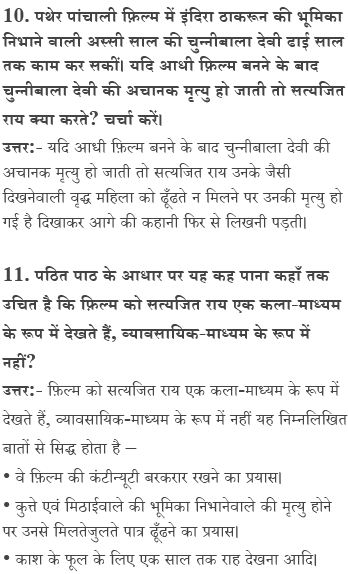 10. पथेर पांचाली फ़िल्म में इंदिरा ठाकरून की भूमिका
निभाने वाली अस्सी साल की चुन्नीबाला देवी ढाई साल
तक काम कर सकीं। यदि आधी फ़िल्म बनने के बाद
चुन्नीबाला देवी की अचानक मृत्यु हो जाती तो सत्यजित
राय क्या करते? चर्चा करें।
उत्तर:- यदि आधी फ़िल्म बनने के बाद चुन्नीबाला देवी की
अचानक मृत्यु हो जाती तो सत्यजित राय उनके जैसी
दिखनेवाली वृद्ध महिला को ढूँढते न मिलने पर उनकी मृत्यु हो
गई है दिखाकर आगे की कहानी फिर से लिखनी पड़ती।
11. पठित पाठ के आधार पर यह कह पाना कहाँ तक
उचित है कि फ़िल्म को सत्यजित राय एक कला-माध्यम
के रूप में देखते हैं, व्यावसायिक-माध्यम के रूप में
नहीं?
उत्तर:- फ़िल्म को सत्यजित राय एक कला-माध्यम के रूप में
देखते हैं, व्यावसायिक-माध्यम के रूप में नहीं यह निम्नलिखित
बातों से सिद्ध होता है –
• वे फ़िल्म की कंटीन्यूटी बरकरार रखने का प्रयास।
• कुत्ते एवं मिठाईवाले की भूमिका निभानेवाले की मृत्यु होने
पर उनसे मिलतेजुलते पात्र ढूँढ़ने का प्रयास।
• काश के फूल के लिए एक साल तक राह देखना आदि।